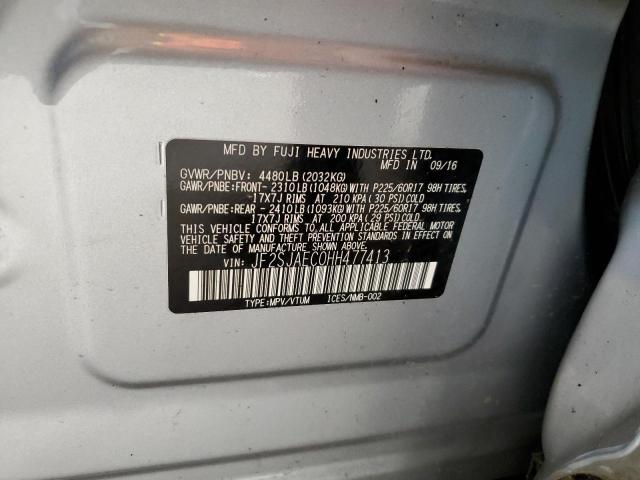 MFD BY FUJI HEAVY INDUSTRIES LTD.
MFD IN 09/16
GVWR/PNBV: 4480LB(2032KG)
GAWR/PNBE:FRONT-2310LB(1048KG)WITH P225/60R17 98H TIRES,
-17X7J RIMS AT 210 KPA(30 PSI)COLD
GAWR/PNBE:REAR -2410LB(1093KG)WITH P225/60R17 98H TIRES,
-17X7J RIMS AT 200 KPA(29 PSI)COLD
THIS VEHICLE CONFORMS TO ALL APPLICABLE FEDERAL MOTOR
VEHICLE SAFETY AND THEFT PREVENTION STANDARDS IN EFFECT ON
THE DATE OF MANUFACTURE SHOWN ABOVE.
VIN: JF2SJAEC0HH477413
TYPE:MPV/VTUM ICES/NMB-002